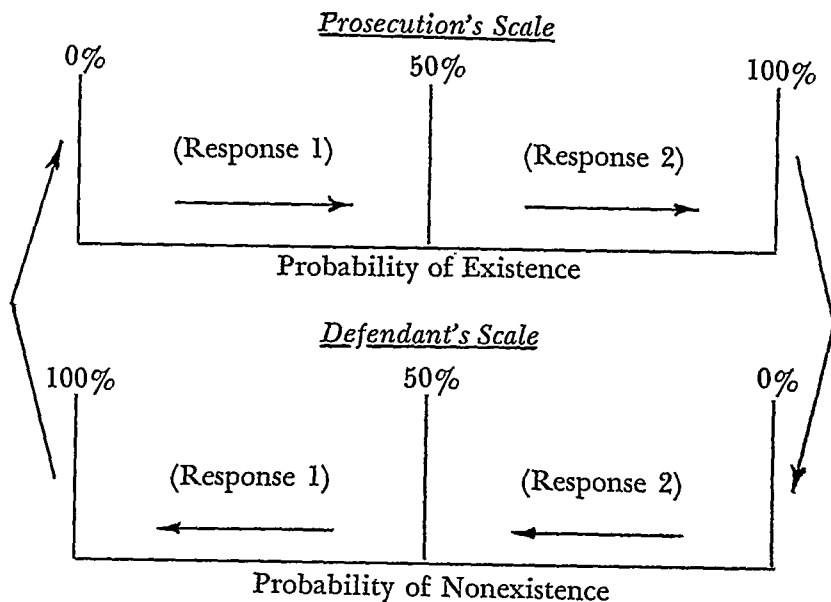 Prosecution's Scale
0% 50% 100%
(Response 1) (Response 2)
Probability of Existence
Defendant's Scale
100% 50% 0%
(Response 1) (Response 2)
Probability of Nonexistence